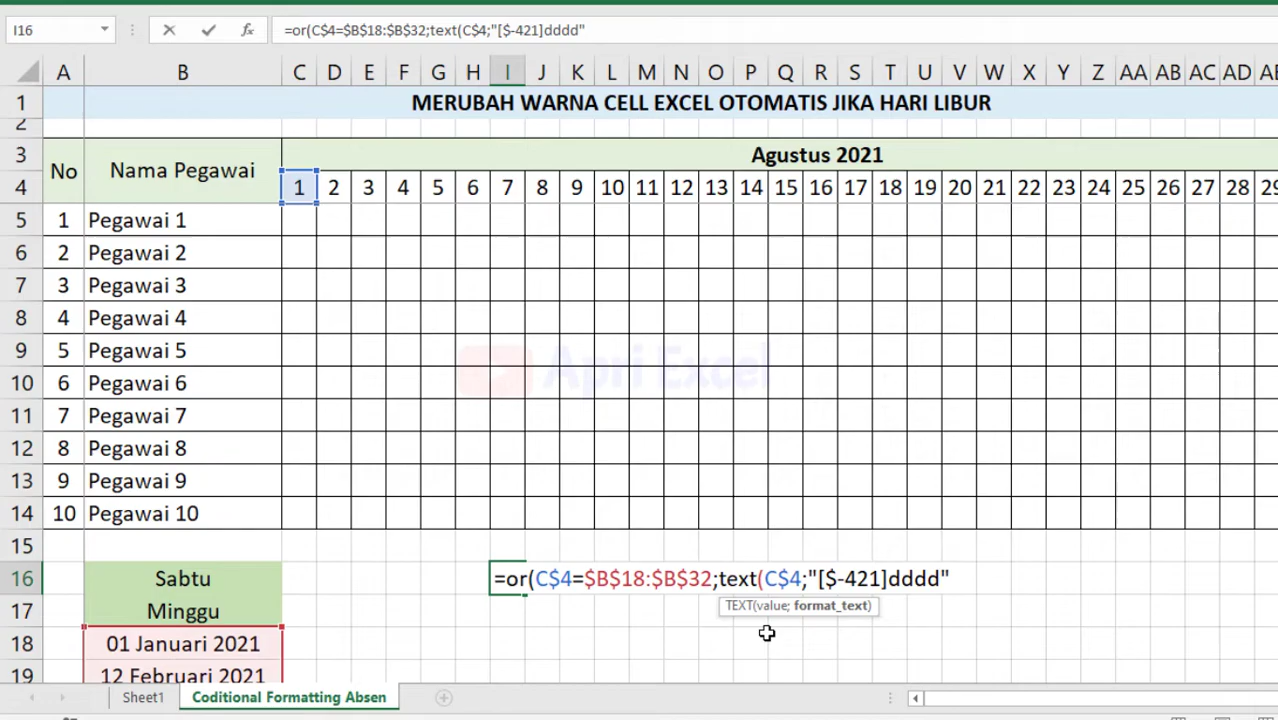 I16 fx =or(C$4=$B$18:$B$32;text(C$4;"[$-421]dddd"
A B C D E F G H I J K L M N O P Q R S T U V W X Y Z AA AB AC AD
1 MERUBAH WARNA CELL EXCEL OTOMATIS JIKA HARI LIBUR
2
3 No Nama Pegawai Agustus 2021
4 1 2 3 4 5 6 7 8 9 10 11 12 13 14 15 16 17 18 19 20 21 22 23 24 25 26 27 28 29
5 1 Pegawai 1
6 2 Pegawai 2
7 3 Pegawai 3
8 4 Pegawai 4
9 5 Pegawai 5
Apri Excel
10 6 Pegawai 6
11 7 Pegawai 7
12 8 Pegawai 8
13 9 Pegawai 9
14 10 Pegawai 10
15
16 Sabtu =or(C$4=$B$18:$B$32;text(C$4;"[$-421]dddd"
TEXT(value; format_text)
17 Minggu
18 01 Januari 2021
19 12 Februari 2021
Sheet1 Coditional Formatting Absen